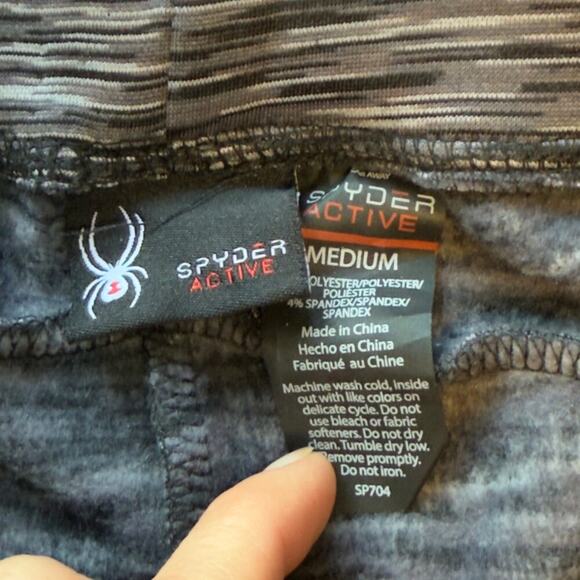 SPYDER
ACTIVE
AWAY
SPYDER
ACTIVE
MEDIUM
POLYESTER/POLYESTER/
POLIÉSTER
4% SPANDEX/SPANDEX/
SPANDEX
Made in China
Hecho en China
Fabriqué au Chine
Machine wash cold, inside
out with like colors on
delicate cycle. Do not
use bleach or fabric
softeners. Do not dry
clean. Tumble dry low.
Remove promptly.
Do not iron.
SP704